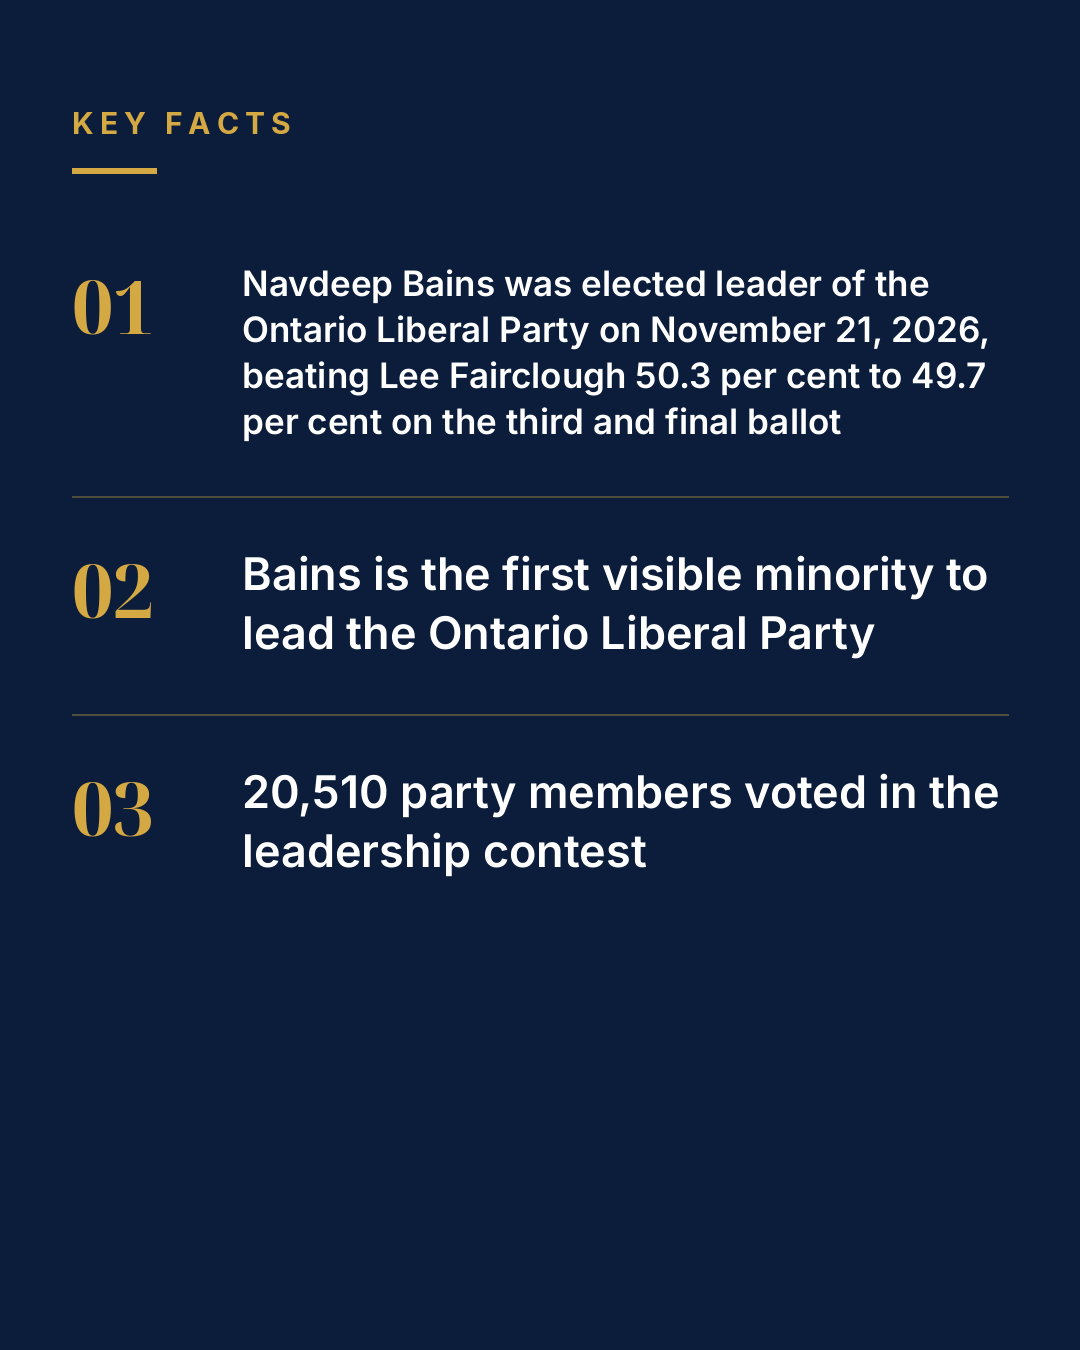 KEY FACTS
01
Navdeep Bains was elected leader of the
Ontario Liberal Party on November 21, 2026,
beating Lee Fairclough 50.3 per cent to 49.7
per cent on the third and final ballot
02
Bains is the first visible minority to
lead the Ontario Liberal Party
03
20,510 party members voted in the
leadership contest